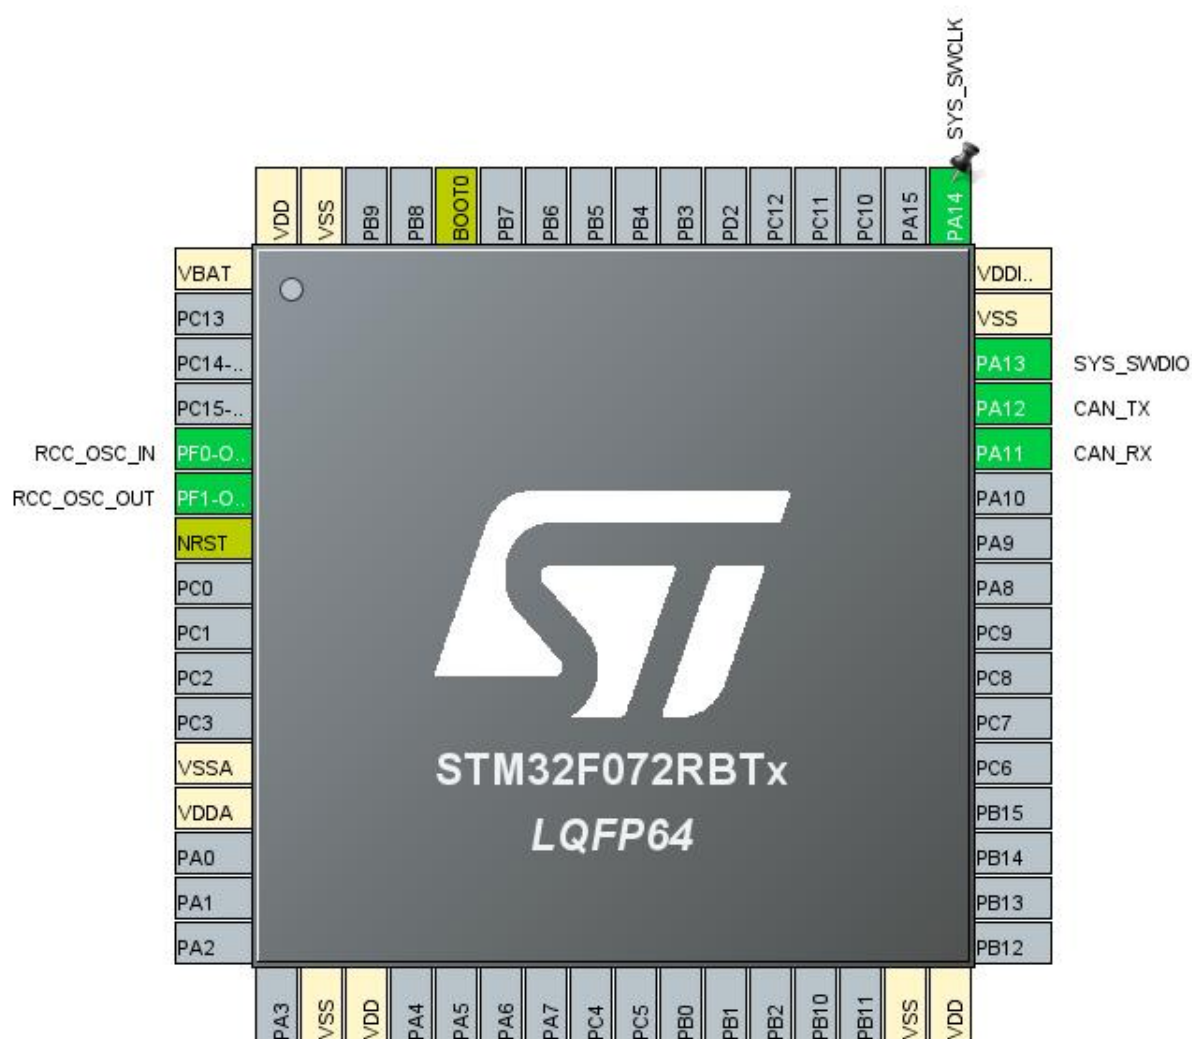 SYS_SWCLK
VDD VSS PB9 PB8 BOOT0 PB7 PB6 PB5 PB4 PB3 PD2 PC12 PC11 PC10 PA15 PA14
VBAT VDDI..
PC13 VSS
PC14-.. PA13 SYS_SWDIO
PC15-.. PA12 CAN_TX
RCC_OSC_IN PF0-O.. PA11 CAN_RX
RCC_OSC_OUT PF1-O.. PA10
NRST PA9
PC0 PA8
PC1 PC9
PC2 PC8
PC3 PC7
VSSA STM32F072RBTx PC6
VDDA PB15
PA0 LQFP64 PB14
PA1 PB13
PA2 PB12
PA3 VSS VDD PA4 PA5 PA6 PA7 PC4 PC5 PB0 PB1 PB2 PB10 PB11 VSS VDD